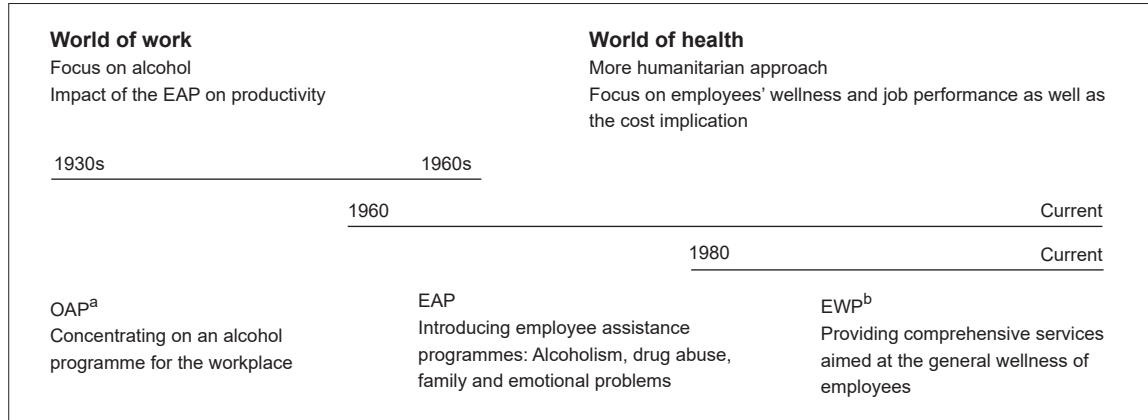 World of work
Focus on alcohol
Impact of the EAP on productivity
World of health
More humanitarian approach
Focus on employees' wellness and job performance as well as
the cost implication
1930s 1960s
1960 Current
1980 Current
OAPa
Concentrating on an alcohol
programme for the workplace
EAP
Introducing employee assistance
programmes: Alcoholism, drug abuse,
family and emotional problems
EWPb
Providing comprehensive services
aimed at the general wellness of
employees